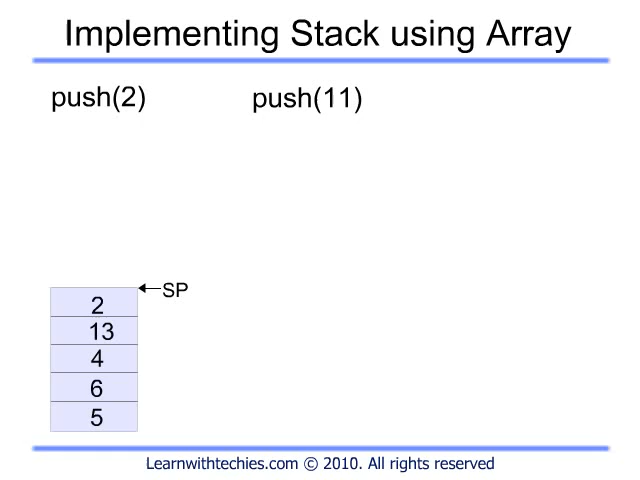 Implementing Stack using Array
push(2) push(11)
SP
2
13
4
6
5
Learnwithtechies.com © 2010. All rights reserved